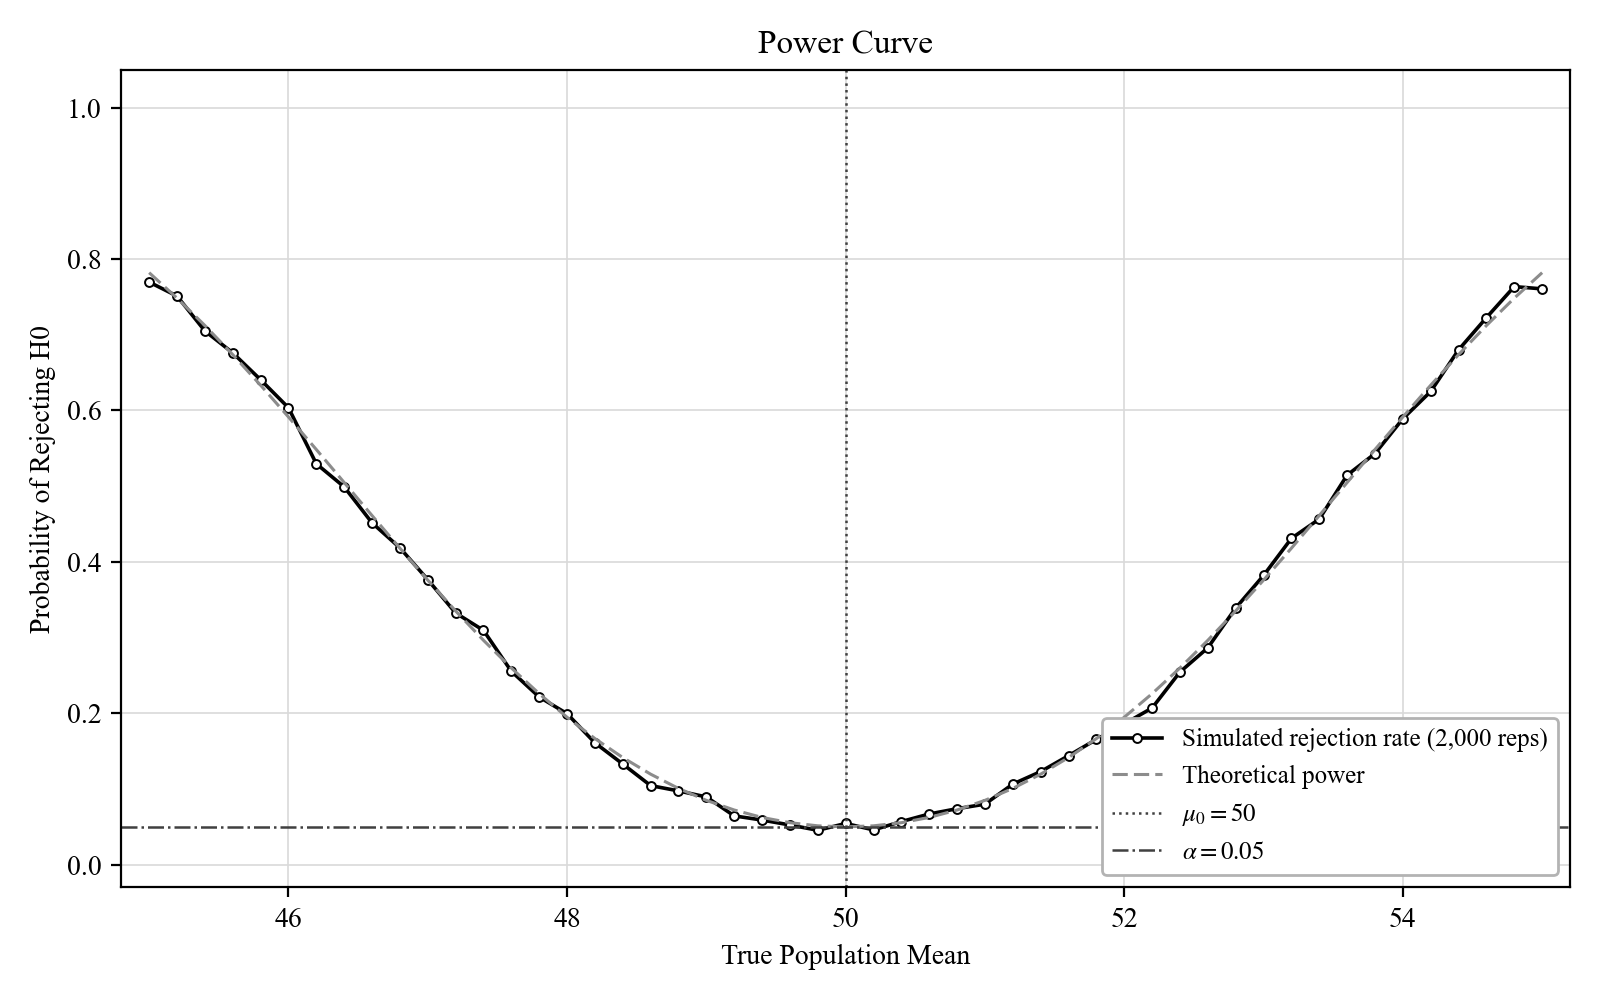 Power Curve
1.0
0.8
0.6
0.4
0.2
0.0
Probability of Rejecting H0
46
48
50
52
54
True Population Mean
Simulated rejection rate (2,000 reps)
Theoretical power
μ₀ = 50
α = 0.05